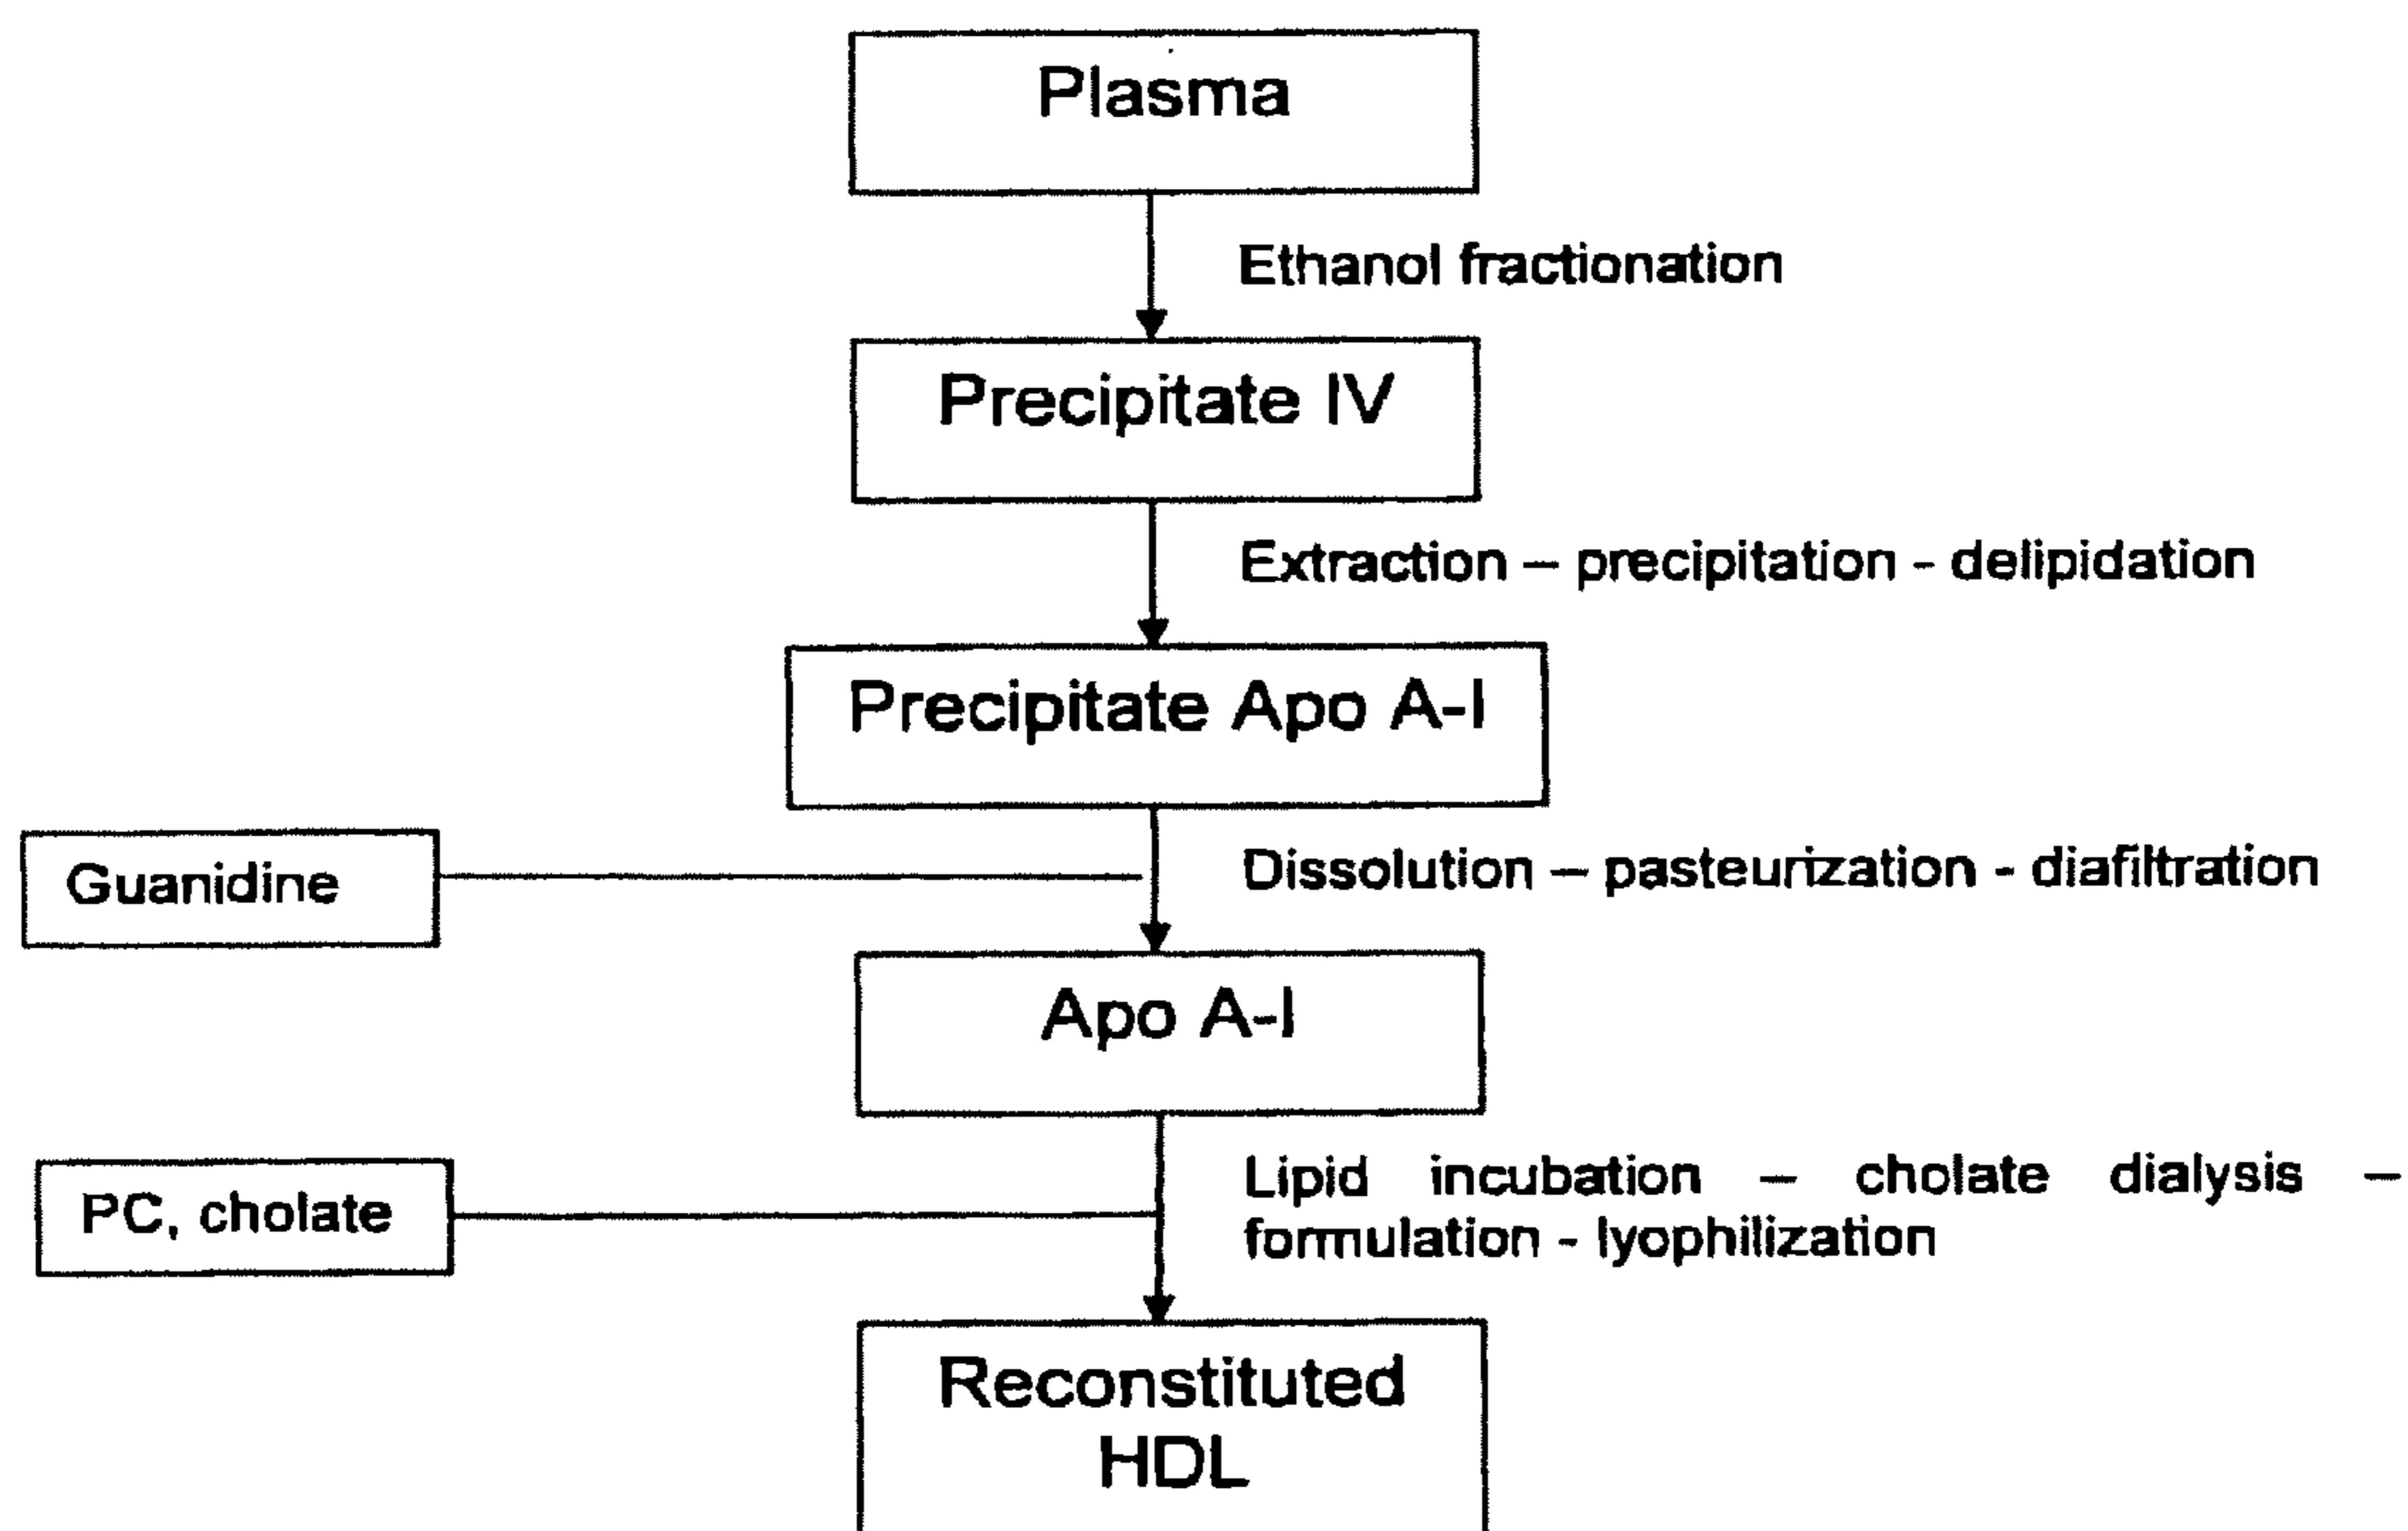 Plasma
Ethanol fractionation
Precipitate IV
Extraction – precipitation - delipidation
Precipitate Apo A-I
Guanidine
Dissolution – pasteurization - diafiltration
Apo A-I
PC, cholate
Lipid incubation – cholate dialysis –
formulation - lyophilization
Reconstituted
HDL